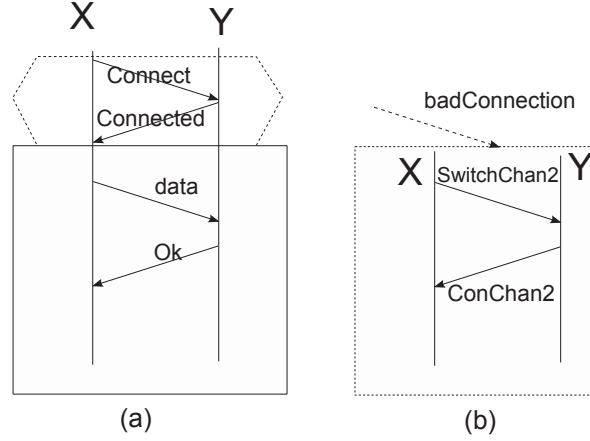 X Y
Connect
Connected
data
Ok
(a)
badConnection
X Y
SwitchChan2
ConChan2
(b)